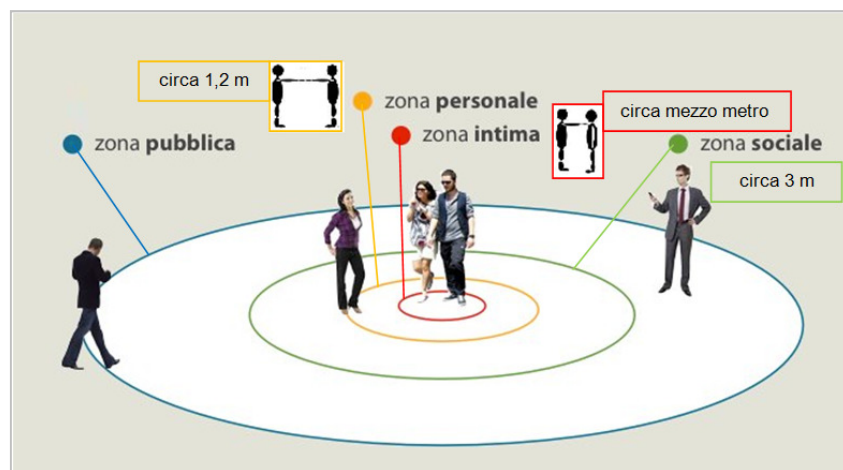 circa 1,2 m
zona personale
circa mezzo metro
zona pubblica
zona intima
zona sociale
circa 3 m